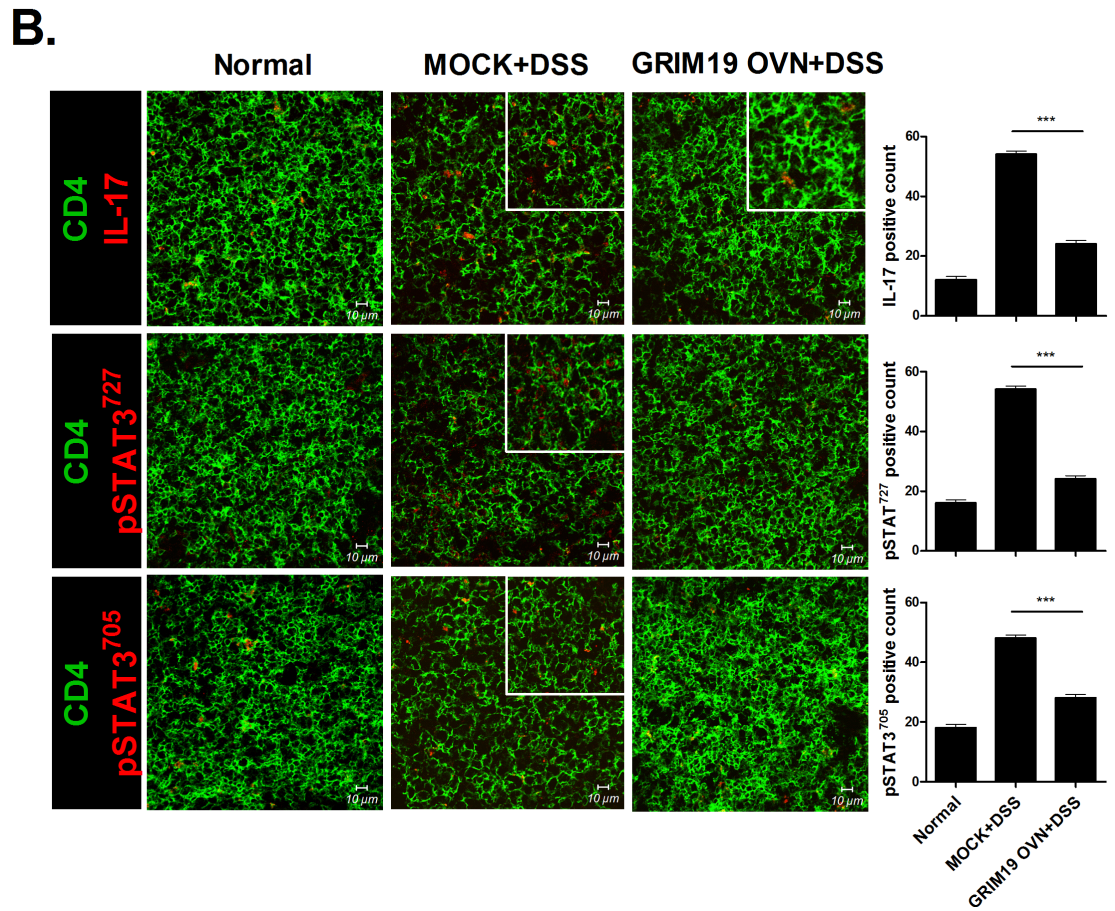 B.
Normal MOCK+DSS GRIM19 OVN+DSS
CD4
IL-17
10 µm
10 µm
10 µm
IL-17 positive count
60
40
20
0
***
CD4
pSTAT3⁷²⁷
10 µm
10 µm
10 µm
pSTAT⁷²⁷ positive count
60
40
20
0
***
CD4
pSTAT3⁷⁰⁵
10 µm
10 µm
10 µm
pSTAT3⁷⁰⁵ positive count
60
40
20
0
***
Normal
MOCK+DSS
GRIM19 OVN+DSS